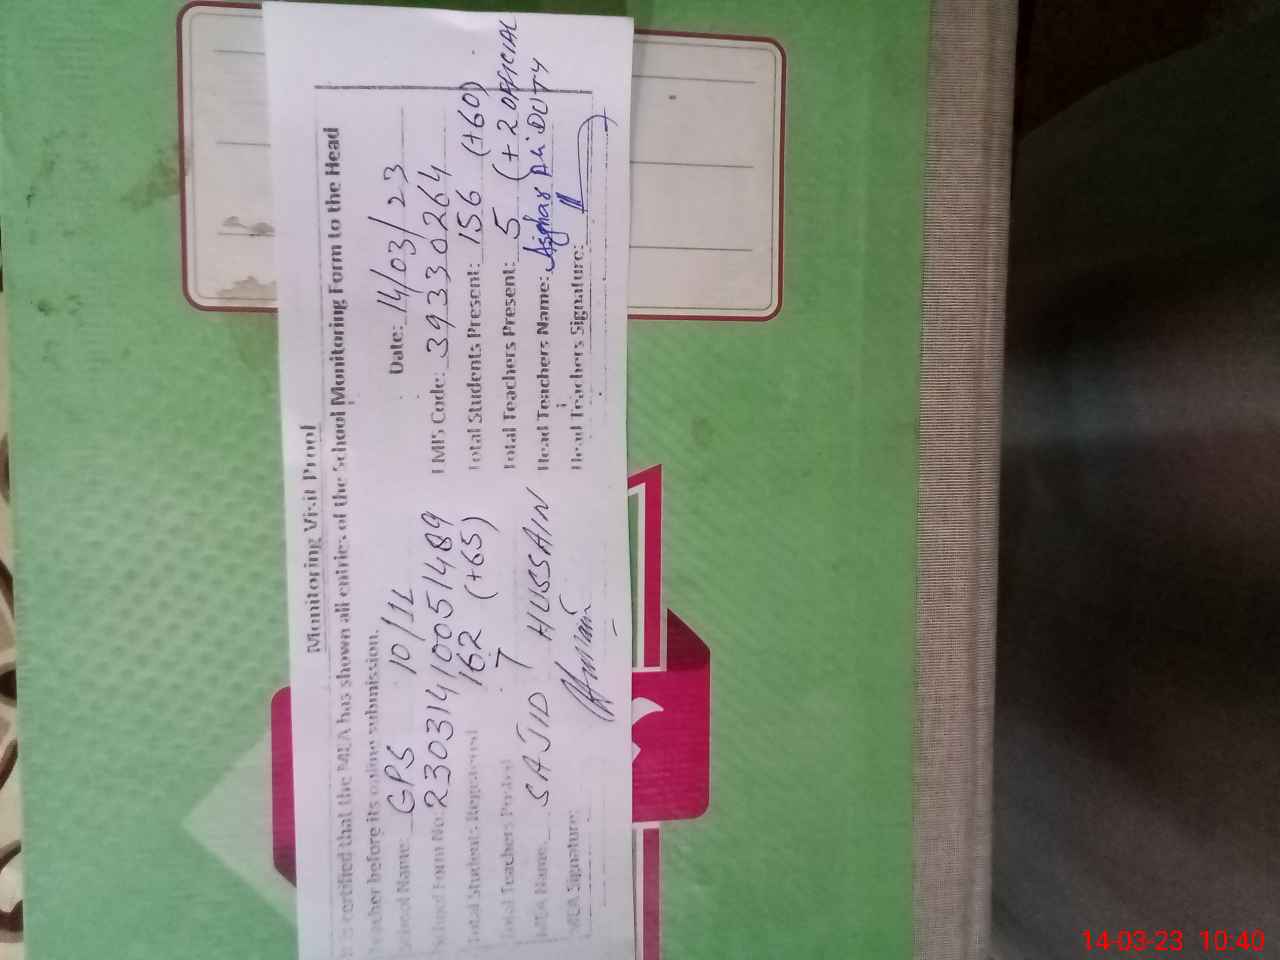 Monitoring Visit Proof
It is certified that the MEA has shown all entries of the School Monitoring Form to the Head
Teacher before its online submission.
School Name: GPS 10/1L Date: 14/03/23
School Form No: 23031410051489 EMIS Code: 39330264
Total Students Registered 162 (+65) Total Students Present: 156 (+60)
Total Teachers Posted 7 Total Teachers Present: 5 (+2 OFFICIAL DUTY
MEA Name: SAJID HUSSAIN Head Teachers Name: Asghar Ali
MEA Signature: Head Teachers Signature:
14-03-23 10:40